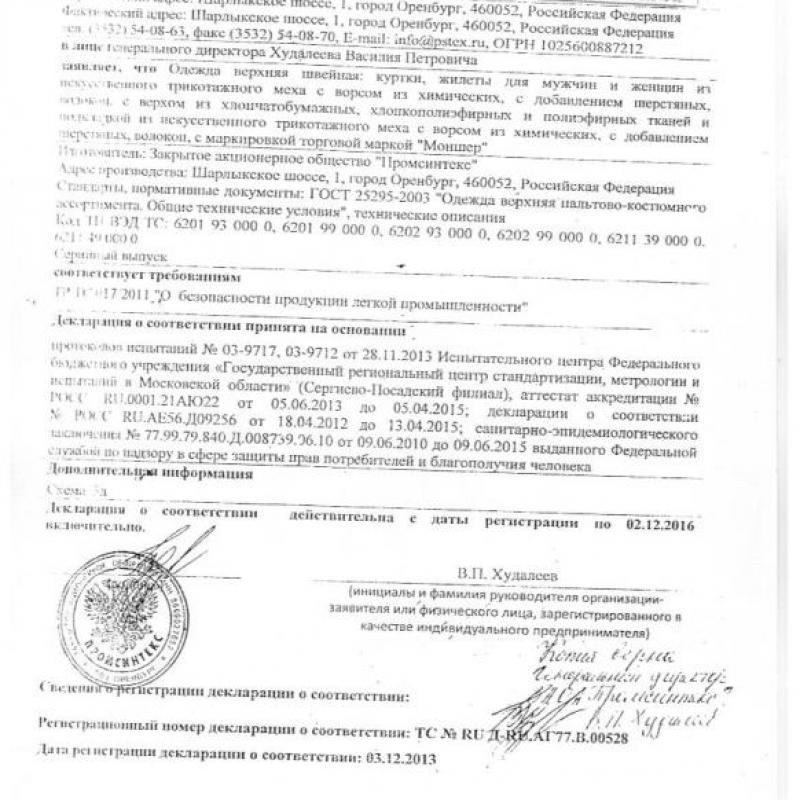 адрес: Шарлыкское шоссе, 1, город Оренбург, 460052, Российская Федерация
Фактический адрес: Шарлыкское шоссе, 1, город Оренбург, 460052, Российская Федерация
тел. (3532) 54-08-63, факс (3532) 54-08-70, E-mail: info@pstex.ru, ОГРН 1025600887212
в лице генерального директора Худалеева Василия Петровича
заявляет, что Одежда верхняя швейная: куртки, жилеты для мужчин и женщин из
искусственного трикотажного меха с ворсом из химических, с добавлением шерстяных,
волокон, с верхом из хлопчатобумажных, хлопкополиэфирных и полиэфирных тканей и
подкладкой из искусственного трикотажного меха с ворсом из химических, с добавлением
шерстяных, волокон, с маркировкой торговой маркой "Моншер"
Изготовитель: Закрытое акционерное общество "Промсинтекс"
Адрес производства: Шарлыкское шоссе, 1, город Оренбург, 460052, Российская Федерация
Стандарты, нормативные документы: ГОСТ 25295-2003 "Одежда верхняя пальтово-костюмного
ассортимента. Общие технические условия", технические описания
Код ТН ВЭД ТС: 6201 93 000 0, 6201 99 000 0, 6202 93 000 0, 6202 99 000 0, 6211 39 000 0,
6211 49 000 0
Серийный выпуск
соответствует требованиям
ТР ТС 017 2011 "О безопасности продукции легкой промышленности"
Декларация о соответствии принята на основании
протоколов испытаний № 03-9717, 03-9712 от 28.11.2013 Испытательного центра Федерального
бюджетного учреждения «Государственный региональный центр стандартизации, метрологии и
испытаний в Московской области» (Сергиево-Посадский филиал), аттестат аккредитации №
РОСС RU.0001.21АЮ22 от 05.06.2013 до 05.04.2015; декларации о соответствии
№ РОСС RU.АЕ56.Д09256 от 18.04.2012 до 13.04.2015; санитарно-эпидемиологического
заключения № 77.99.79.840.Д.008739.06.10 от 09.06.2010 до 09.06.2015 выданного Федеральной
службой по надзору в сфере защиты прав потребителей и благополучия человека
Дополнительная информация
Схема 3д
Декларация о соответствии действительна с даты регистрации по 02.12.2016
включительно.
В.П. Худалеев
(инициалы и фамилия руководителя организации-
заявителя или физического лица, зарегистрированного в
качестве индивидуального предпринимателя)
ПРОМСИНТЕКС
Копия верна
Генеральный директор
ЗАО "Промсинтекс"
В.П. Худалеев
Сведения о регистрации декларации о соответствии:
Регистрационный номер декларации о соответствии: ТС № RU Д-RU.АГ77.В.00528
Дата регистрации декларации о соответствии: 03.12.2013